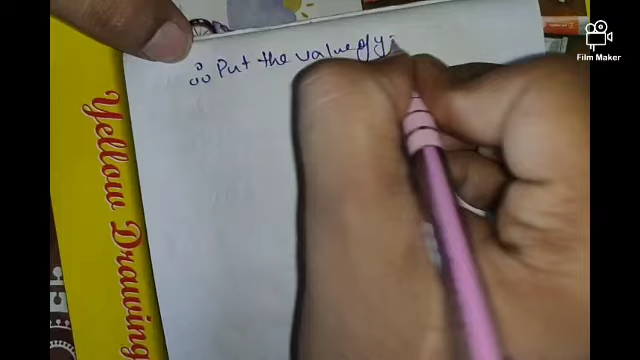 ∴ Put the value of y
Yellow Drawing
Film Maker